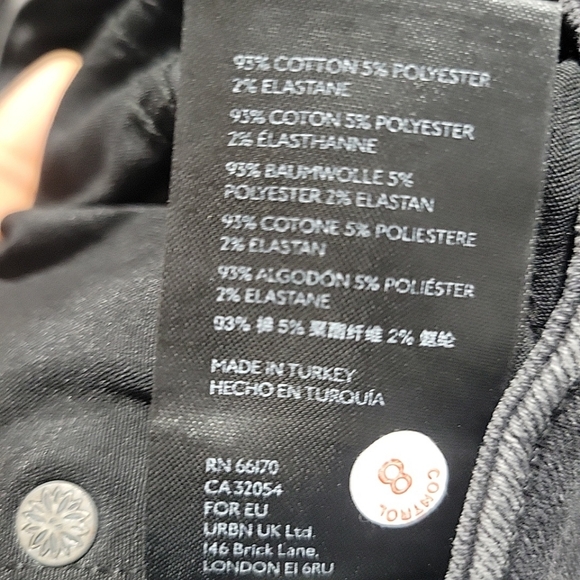 93% COTTON 5% POLYESTER
2% ELASTANE
93% COTON 5% POLYESTER
2% ÉLASTHANNE
93% BAUMWOLLE 5%
POLYESTER 2% ELASTAN
93% COTONE 5% POLIESTERE
2% ELASTAN
93% ALGODÓN 5% POLIÉSTER
2% ELASTANE
93% 棉 5% 聚酯纤维 2% 氨纶
MADE IN TURKEY
HECHO EN TURQUÍA
RN 66170
CA 32054
FOR EU
URBN UK Ltd.
146 Brick Lane,
LONDON E1 6RU
8
CONTROL